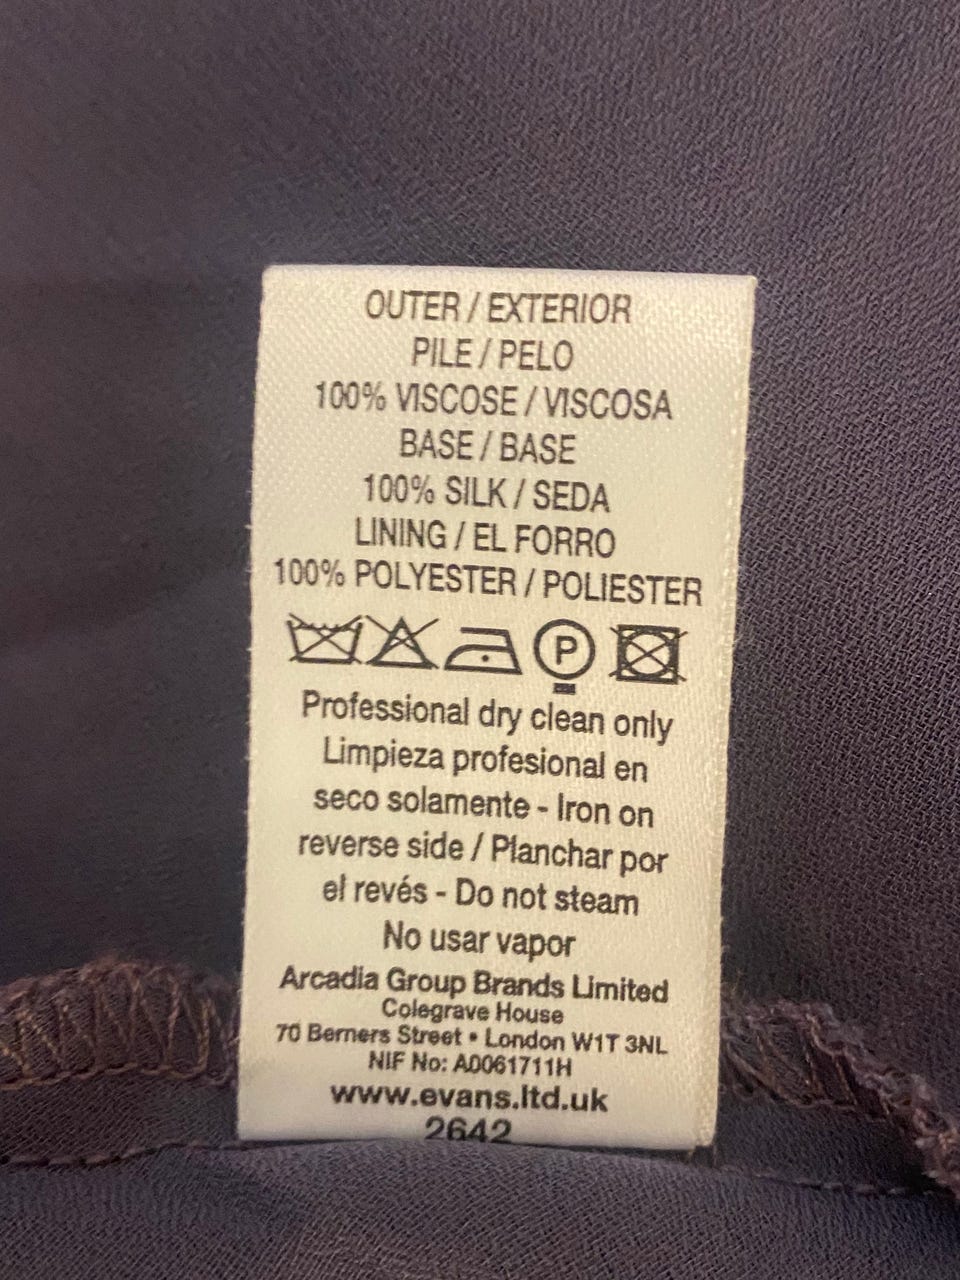 OUTER / EXTERIOR
PILE / PELO
100% VISCOSE / VISCOSA
BASE / BASE
100% SILK / SEDA
LINING / EL FORRO
100% POLYESTER / POLIESTER
P
Professional dry clean only
Limpieza profesional en
seco solamente - Iron on
reverse side / Planchar por
el revés - Do not steam
No usar vapor
Arcadia Group Brands Limited
Colegrave House
70 Berners Street • London W1T 3NL
NIF No: A0061711H
www.evans.ltd.uk
2642